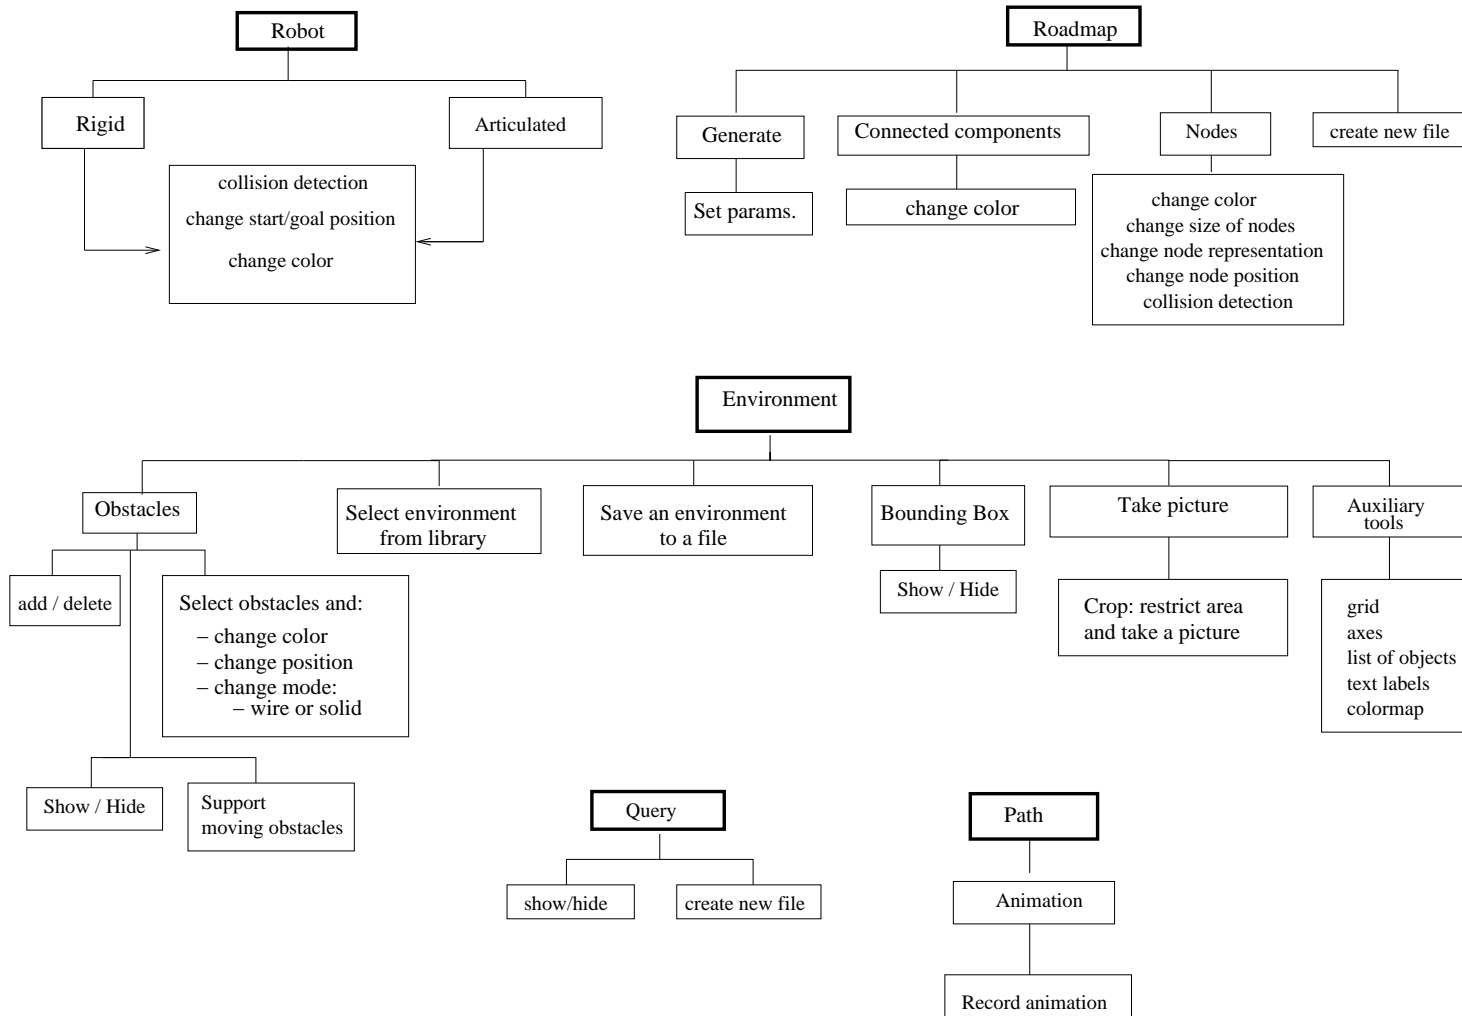 Robot
Rigid
Articulated
collision detection
change start/goal position
change color
Roadmap
Generate
Connected components
Nodes
create new file
Set params.
change color
change color
change size of nodes
change node representation
change node position
collision detection
Environment
Obstacles
Select environment
from library
Save an environment
to a file
Bounding Box
Take picture
Auxiliary
tools
add / delete
Select obstacles and:
– change color
– change position
– change mode:
– wire or solid
Show / Hide
Crop: restrict area
and take a picture
grid
axes
list of objects
text labels
colormap
Show / Hide
Support
moving obstacles
Query
show/hide
create new file
Path
Animation
Record animation